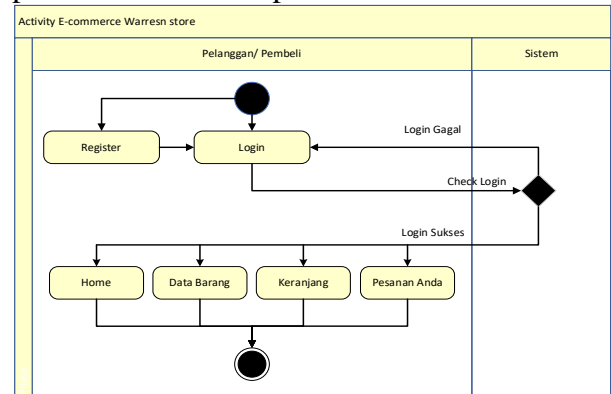 Activity E-commerce Warresn store
Pelanggan/ Pembeli
Sistem
Login Gagal
Register
Login
Check Login
Login Sukses
Home
Data Barang
Keranjang
Pesanan Anda